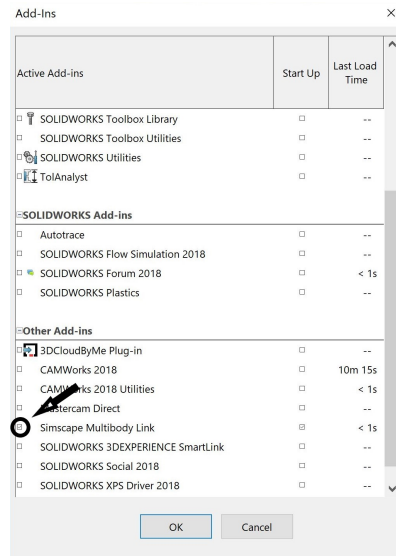 Add-Ins
Active Add-ins Start Up Last Load Time
SOLIDWORKS Toolbox Library --
SOLIDWORKS Toolbox Utilities --
SOLIDWORKS Utilities --
TolAnalyst --
SOLIDWORKS Add-ins
Autotrace --
SOLIDWORKS Flow Simulation 2018 --
SOLIDWORKS Forum 2018 < 1s
SOLIDWORKS Plastics --
Other Add-ins
3DCloudByMe Plug-in --
CAMWorks 2018 10m 15s
CAMWorks 2018 Utilities < 1s
Mastercam Direct --
Simscape Multibody Link < 1s
SOLIDWORKS 3DEXPERIENCE SmartLink --
SOLIDWORKS Social 2018 --
SOLIDWORKS XPS Driver 2018 --
OK Cancel